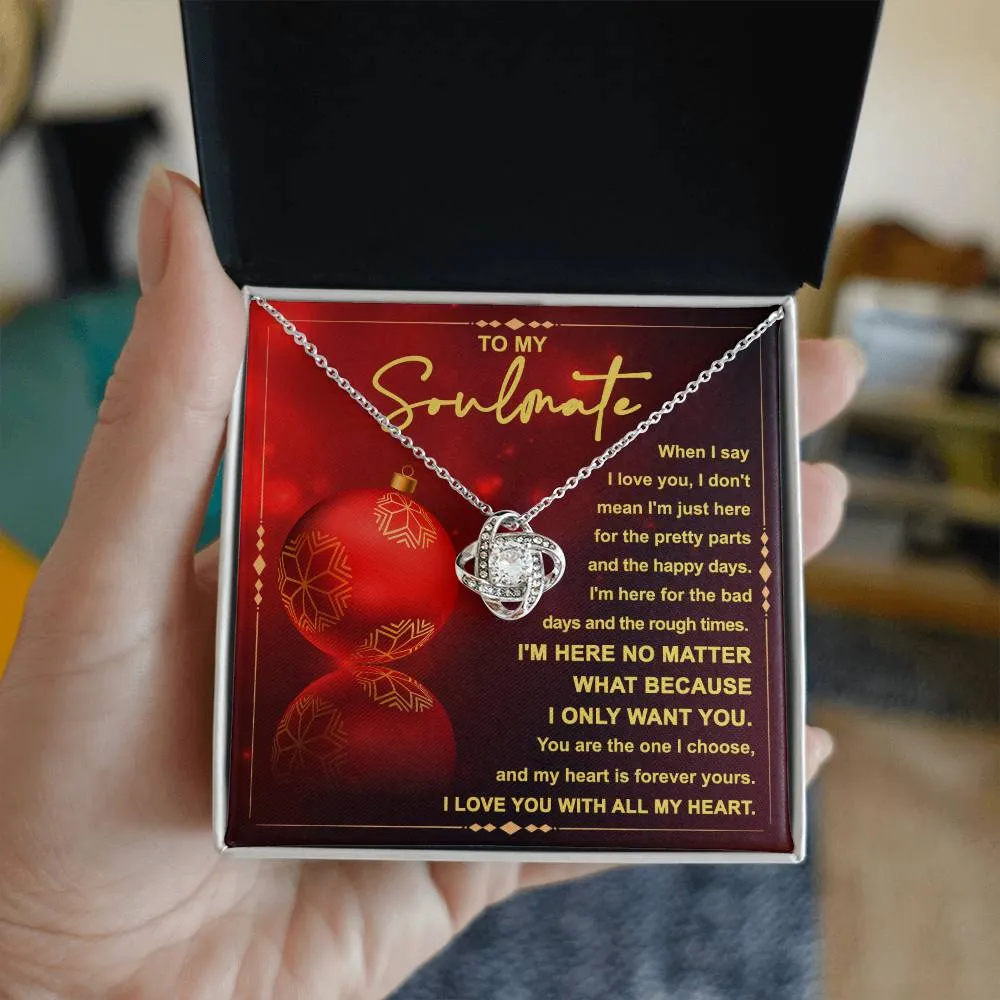 TO MY
Soulmate
When I say
I love you, I don't
mean I'm just here
for the pretty parts
and the happy days.
I'm here for the bad
days and the rough times.
I'M HERE NO MATTER
WHAT BECAUSE
I ONLY WANT YOU.
You are the one I choose,
and my heart is forever yours.
I LOVE YOU WITH ALL MY HEART.